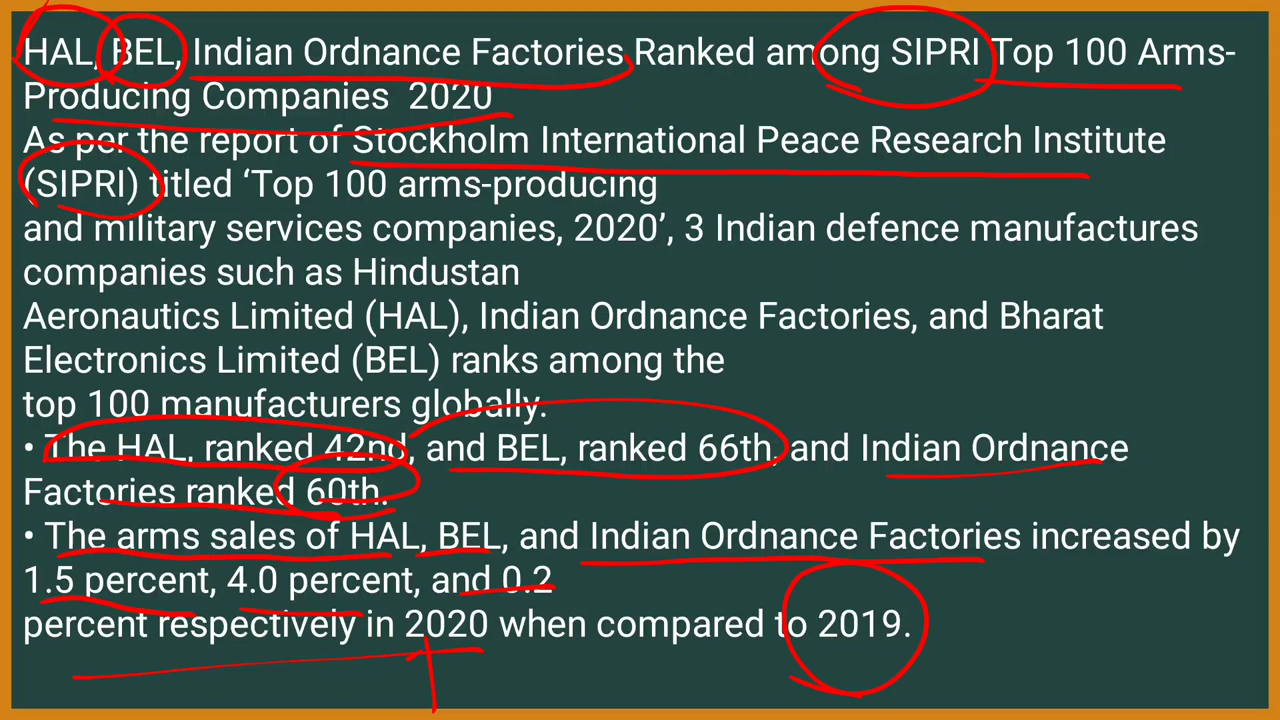 HAL, BEL, Indian Ordnance Factories Ranked among SIPRI Top 100 Arms-
Producing Companies 2020
As per the report of Stockholm International Peace Research Institute
(SIPRI) titled ‘Top 100 arms-producing
and military services companies, 2020’, 3 Indian defence manufactures
companies such as Hindustan
Aeronautics Limited (HAL), Indian Ordnance Factories, and Bharat
Electronics Limited (BEL) ranks among the
top 100 manufacturers globally.
• The HAL, ranked 42nd, and BEL, ranked 66th, and Indian Ordnance
Factories ranked 60th.
• The arms sales of HAL, BEL, and Indian Ordnance Factories increased by
1.5 percent, 4.0 percent, and 0.2
percent respectively in 2020 when compared to 2019.